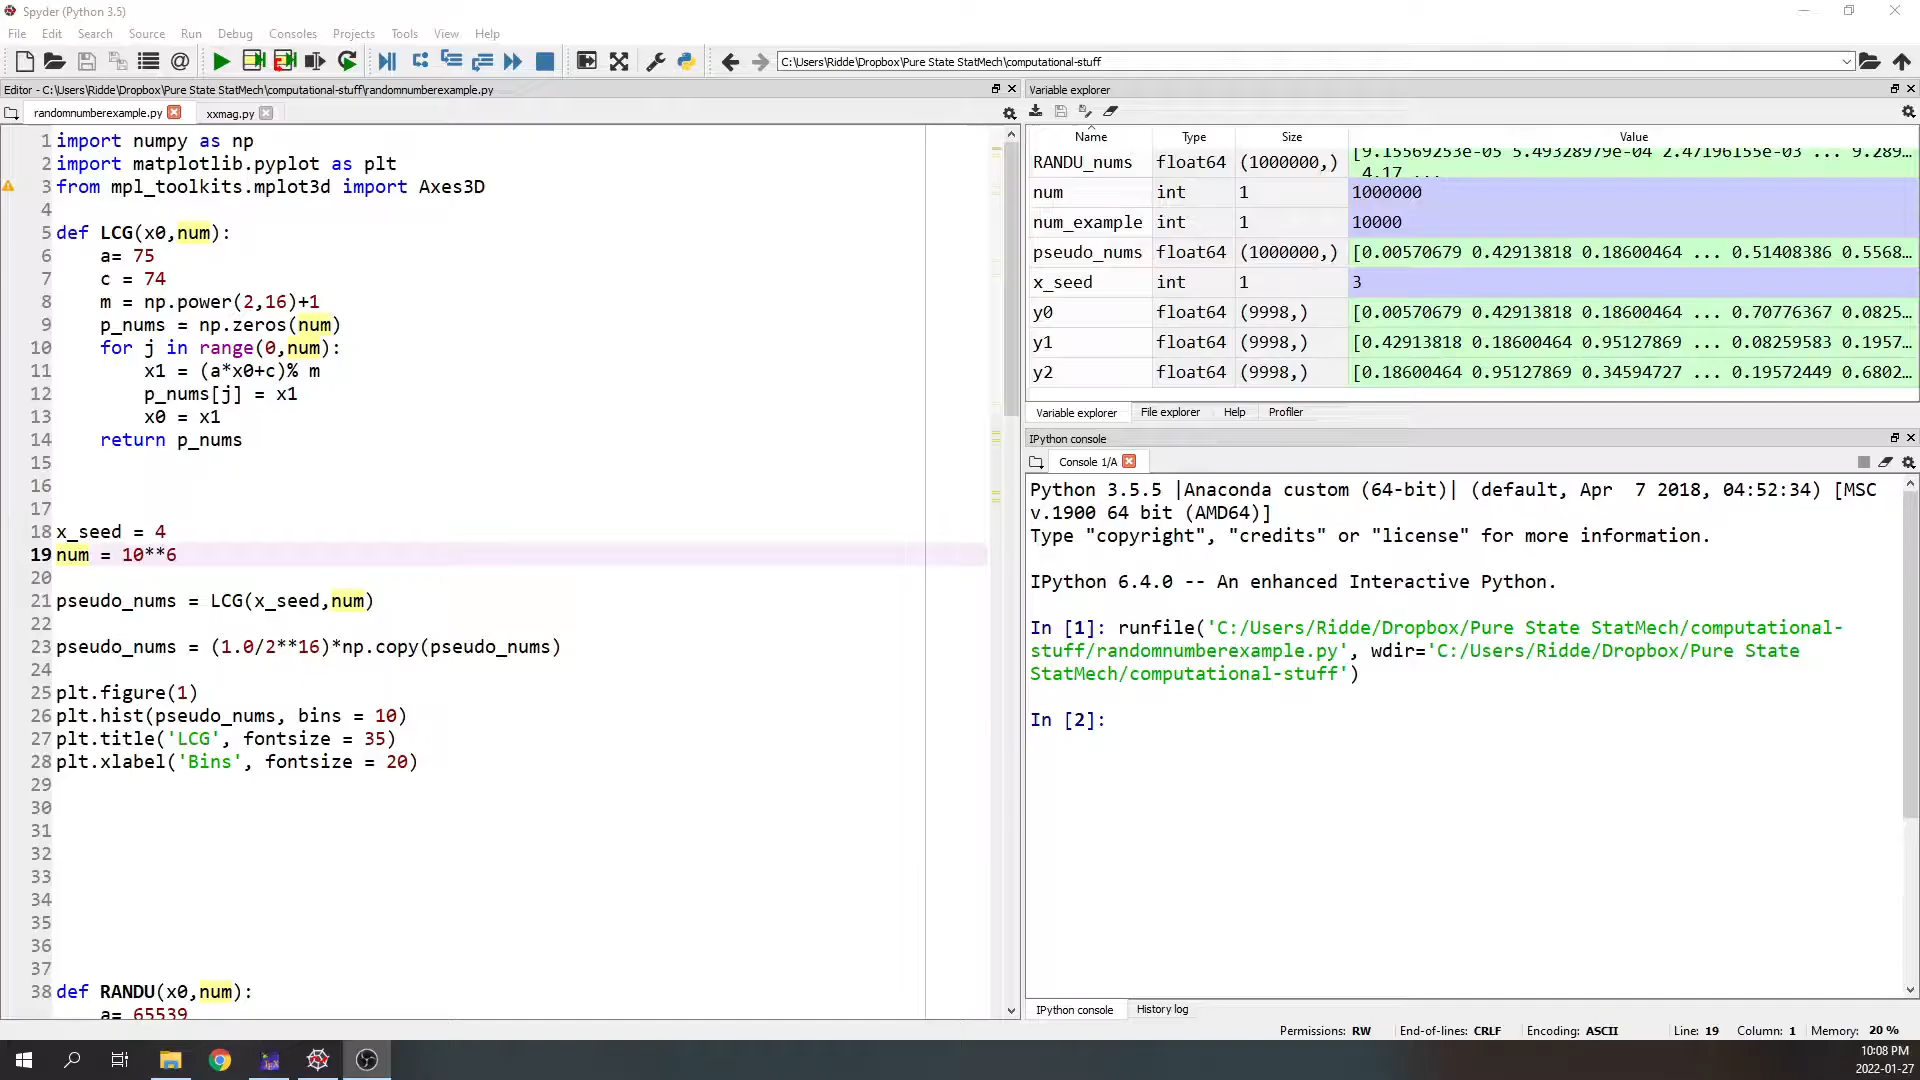 Spyder (Python 3.5)
File Edit Search Source Run Debug Consoles Projects Tools View Help
C:\Users\Ridde\Dropbox\Pure State StatMech\computational-stuff
Editor - C:\Users\Ridde\Dropbox\Pure State StatMech\computational-stuff\randomnumberexample.py
randomnumberexample.py xxmag.py
1 import numpy as np
2 import matplotlib.pyplot as plt
3 from mpl_toolkits.mplot3d import Axes3D
4
5 def LCG(x0,num):
6 a= 75
7 c = 74
8 m = np.power(2,16)+1
9 p_nums = np.zeros(num)
10 for j in range(0,num):
11 x1 = (a*x0+c)% m
12 p_nums[j] = x1
13 x0 = x1
14 return p_nums
15
16
17
18 x_seed = 4
19 num = 10**6
20
21 pseudo_nums = LCG(x_seed,num)
22
23 pseudo_nums = (1.0/2**16)*np.copy(pseudo_nums)
24
25 plt.figure(1)
26 plt.hist(pseudo_nums, bins = 10)
27 plt.title('LCG', fontsize = 35)
28 plt.xlabel('Bins', fontsize = 20)
29
30
31
32
33
34
35
36
37
38 def RANDU(x0,num):
a= 65539
Variable explorer
Name Type Size Value
RANDU_nums float64 (1000000,) [9.15569253e-05 5.49328979e-04 2.47196155e-03 ... 9.289...
4.17 ...
num int 1 1000000
num_example int 1 10000
pseudo_nums float64 (1000000,) [0.00570679 0.42913818 0.18600464 ... 0.51408386 0.5568...
x_seed int 1 3
y0 float64 (9998,) [0.00570679 0.42913818 0.18600464 ... 0.70776367 0.0825...
y1 float64 (9998,) [0.42913818 0.18600464 0.95127869 ... 0.08259583 0.1957...
y2 float64 (9998,) [0.18600464 0.95127869 0.34594727 ... 0.19572449 0.6802...
Variable explorer File explorer Help Profiler
IPython console
Console 1/A
Python 3.5.5 |Anaconda custom (64-bit)| (default, Apr  7 2018, 04:52:34) [MSC
v.1900 64 bit (AMD64)]
Type "copyright", "credits" or "license" for more information.
IPython 6.4.0 -- An enhanced Interactive Python.
In [1]: runfile('C:/Users/Ridde/Dropbox/Pure State StatMech/computational-
stuff/randomnumberexample.py', wdir='C:/Users/Ridde/Dropbox/Pure State
StatMech/computational-stuff')
In [2]:
IPython console History log
Permissions: RW End-of-lines: CRLF Encoding: ASCII Line: 19 Column: 1 Memory: 20 %
10:08 PM
2022-01-27